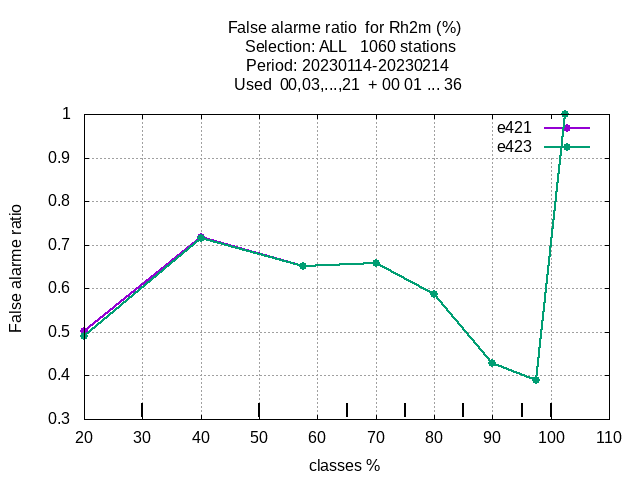 False alarme ratio  for Rh2m (%)
Selection: ALL   1060 stations
Period: 20230114-20230214
Used  00,03,...,21  + 00 01 ... 36
e421
e423
1
0.9
0.8
0.7
0.6
0.5
0.4
0.3
False alarme ratio
20 30 40 50 60 70 80 90 100 110
classes %